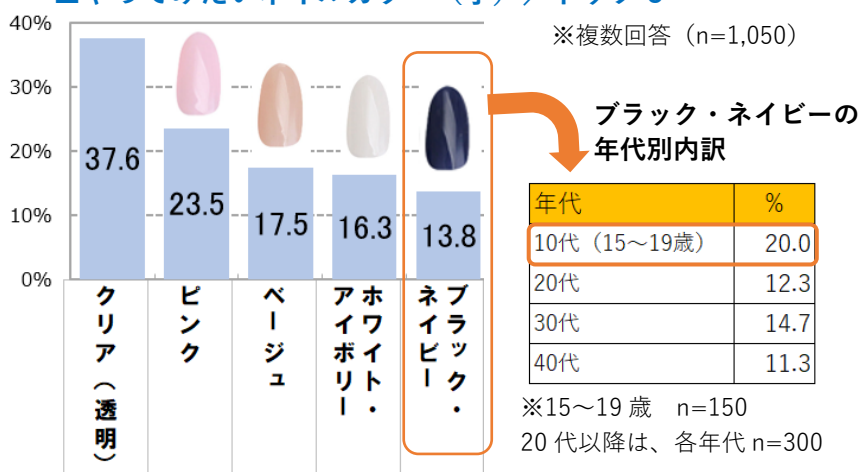 ※複数回答（n=1,050）
40%
30%
20%
10%
0%
37.6
23.5
17.5
16.3
13.8
クリア（透明）
ピンク
ベージュ
ホワイト・
アイボリー
ブラック・
ネイビー
ブラック・ネイビーの
年代別内訳
年代 %
10代（15～19歳） 20.0
20代 12.3
30代 14.7
40代 11.3
※15～19 歳　n=150
20 代以降は、各年代 n=300